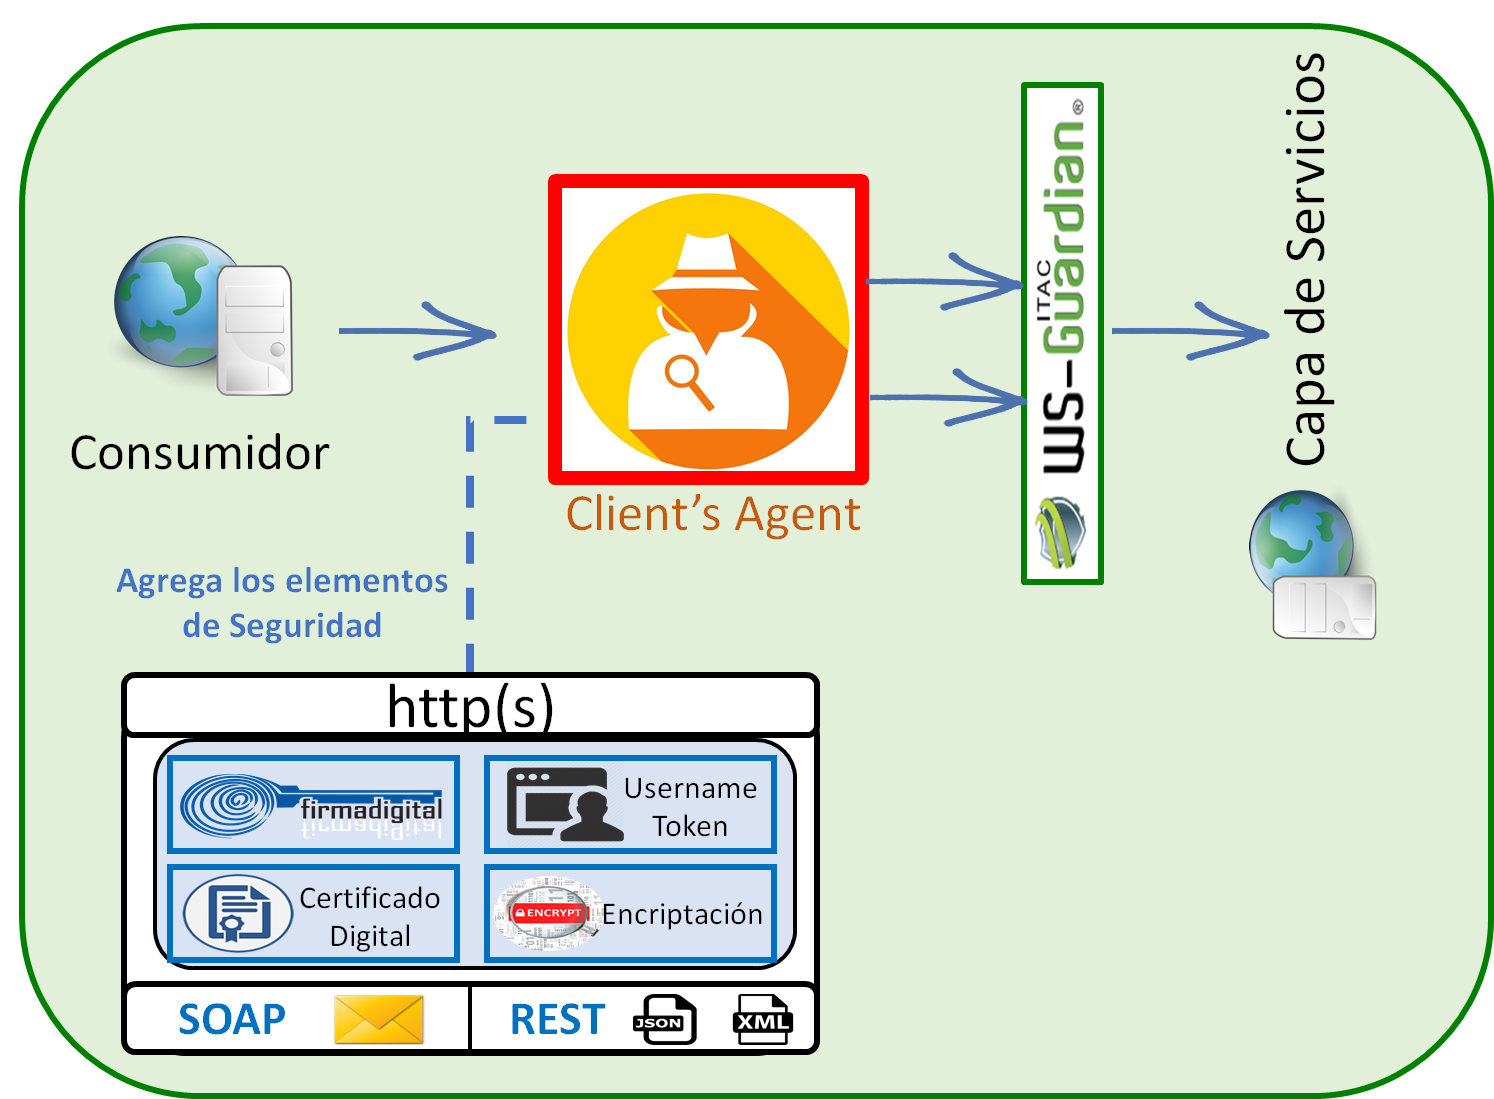 Consumidor
Client's Agent
ITAC
WS-Guardian®
Capa de Servicios
Agrega los elementos
de Seguridad
http(s)
firmadigital
Username
Token
Certificado
Digital
ENCRYPT
Encriptación
SOAP
REST
JSON
XML